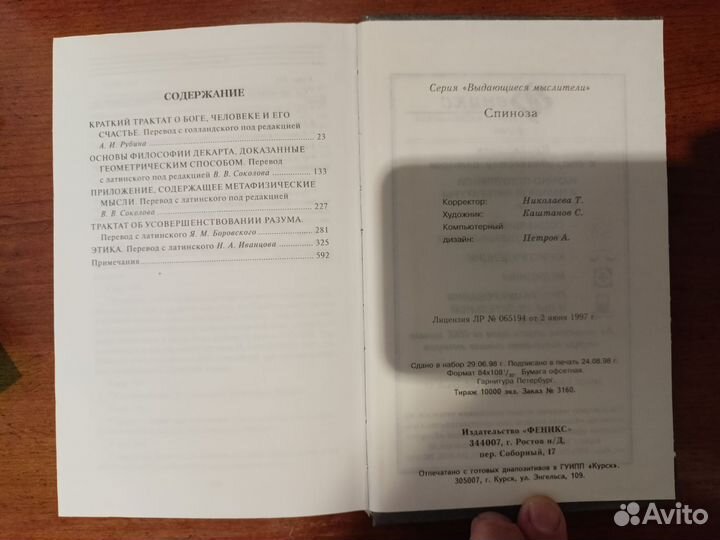 СОДЕРЖАНИЕ
КРАТКИЙ ТРАКТАТ О БОГЕ, ЧЕЛОВЕКЕ И ЕГО
СЧАСТЬЕ. Перевод с голландского под редакцией
А. И. Рубина 23
ОСНОВЫ ФИЛОСОФИИ ДЕКАРТА, ДОКАЗАННЫЕ
ГЕОМЕТРИЧЕСКИМ СПОСОБОМ. Перевод
с латинского под редакцией В. В. Соколова 133
ПРИЛОЖЕНИЕ, СОДЕРЖАЩЕЕ МЕТАФИЗИЧЕСКИЕ
МЫСЛИ. Перевод с латинского под редакцией
В. В. Соколова 227
ТРАКТАТ ОБ УСОВЕРШЕНСТВОВАНИИ РАЗУМА.
Перевод с латинского Я. М. Боровского 281
ЭТИКА. Перевод с латинского Н. А. Иванцова. 325
Примечания 592
Серия «Выдающиеся мыслители»
Спиноза
Корректор: Николаева Т.
Художник: Каштанов С.
Компьютерный
дизайн: Петров А.
Лицензия ЛР № 065194 от 2 июня 1997 г.
Сдано в набор 29.06.98 г. Подписано в печать 24.08.98 г.
Формат 84x108 1/32. Бумага офсетная.
Гарнитура Петербург.
Тираж 10000 экз. Заказ № 3160.
Издательство «ФЕНИКС»
344007, г. Ростов н/Д,
пер. Соборный, 17
Отпечатано с готовых диапозитивов в ГУИПП «Курск».
305007, г. Курск, ул. Энгельса, 109.
Avito